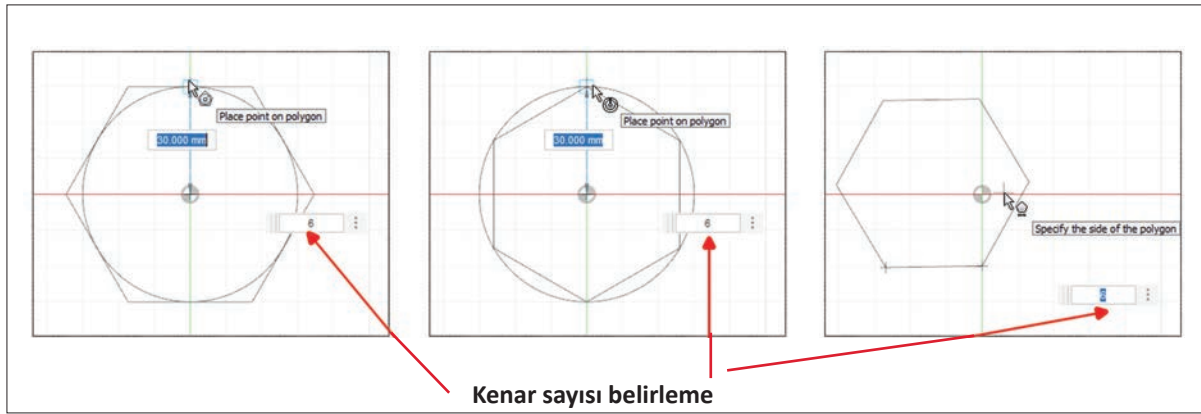 Place point on polygon
30.000 mm
6
Place point on polygon
30.000 mm
6
Specify the side of the polygon
6
Kenar sayısı belirleme